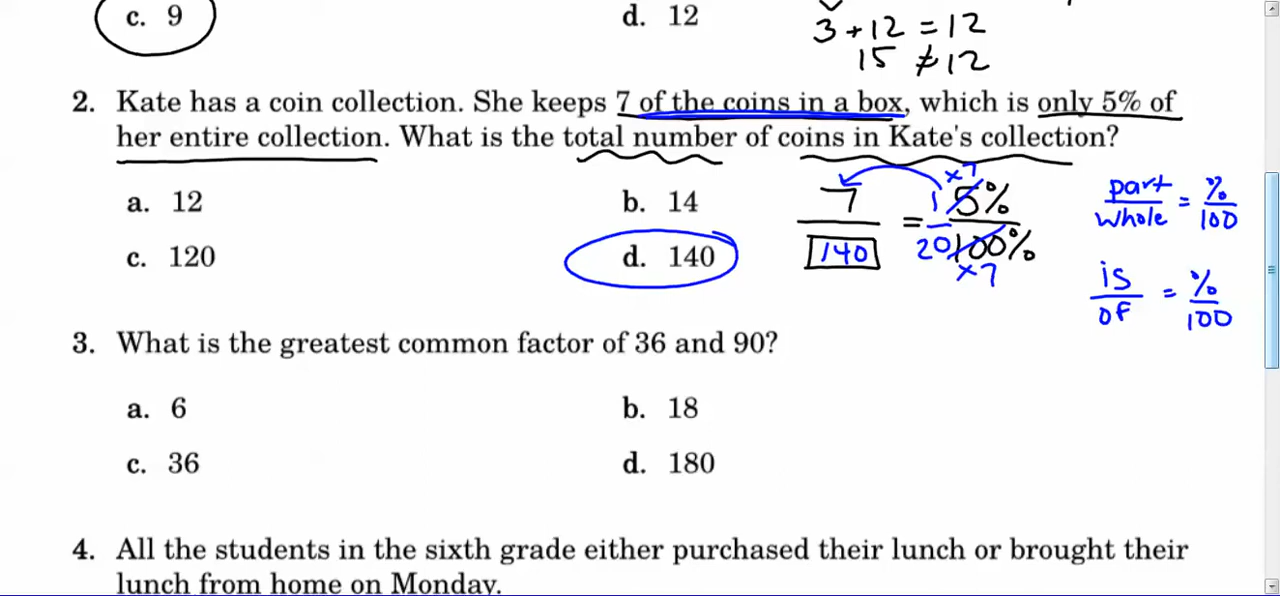 c. 9
d. 12
3 + 12 = 12
15 ≠ 12
2. Kate has a coin collection. She keeps 7 of the coins in a box, which is only 5% of
her entire collection. What is the total number of coins in Kate's collection?
a. 12
b. 14
c. 120
d. 140
×7
7 = 1 5%
140 20 100%
×7
part = %
whole 100
is = %
of 100
3. What is the greatest common factor of 36 and 90?
a. 6
b. 18
c. 36
d. 180
4. All the students in the sixth grade either purchased their lunch or brought their
lunch from home on Monday.